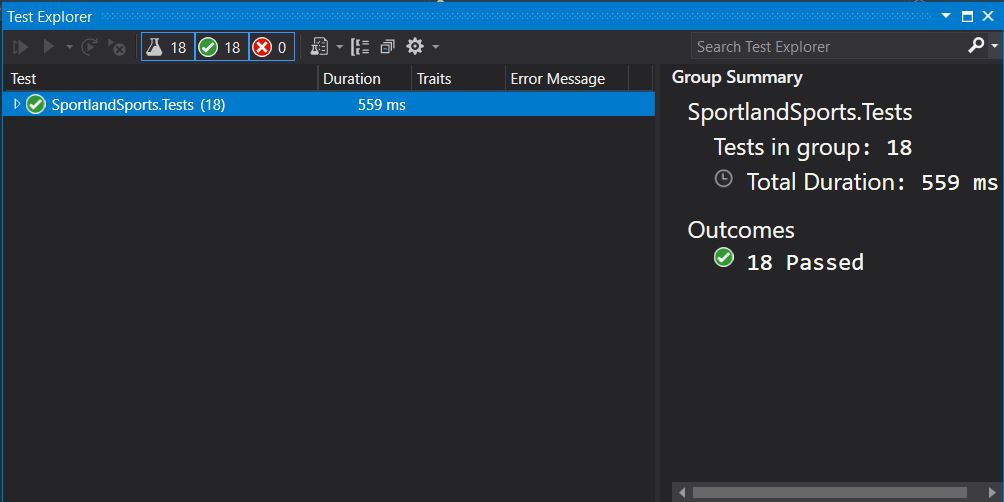 Test Explorer
18 18 0
Search Test Explorer
Test Duration Traits Error Message
SportlandSports.Tests (18) 559 ms
Group Summary
SportlandSports.Tests
Tests in group: 18
Total Duration: 559 ms
Outcomes
18 Passed